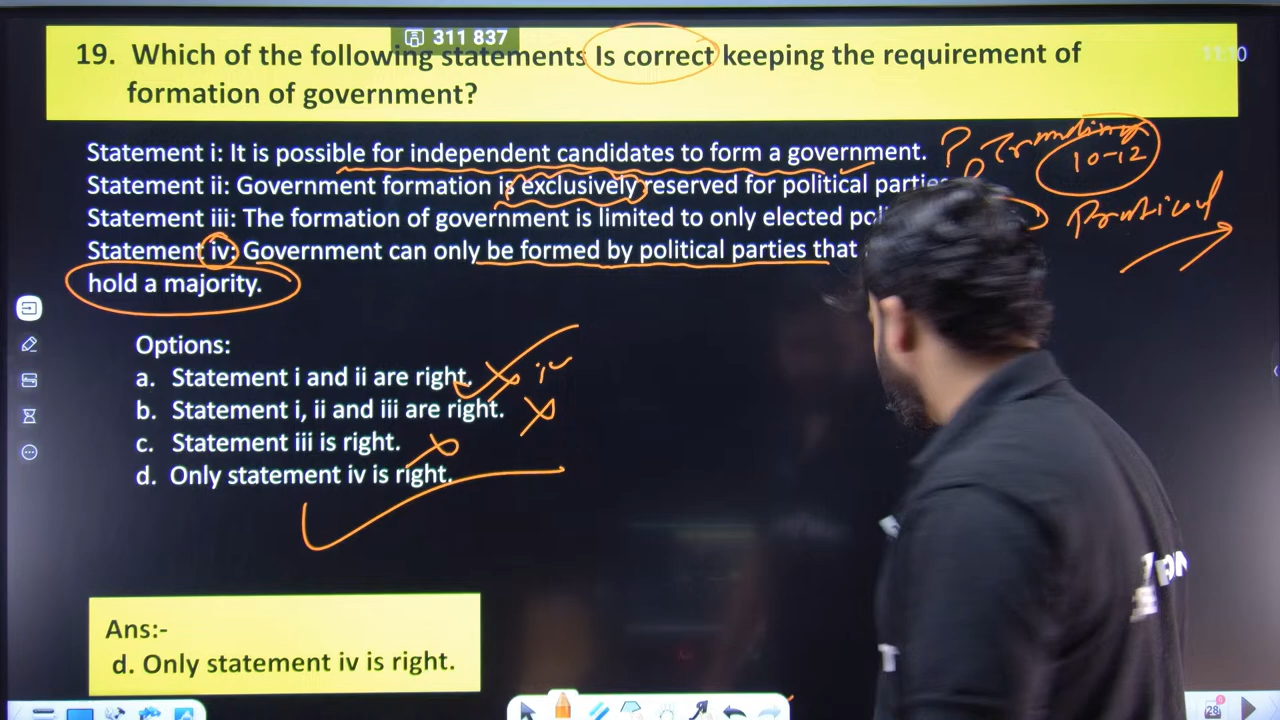 311 837
19. Which of the following statements Is correct keeping the requirement of
11:10
formation of government?
Statement i: It is possible for independent candidates to form a government. ?
10-12
Statement ii: Government formation is exclusively reserved for political parties
Statement iii: The formation of government is limited to only elected
Statement iv: Government can only be formed by political parties that
hold a majority.
Options:
a. Statement i and ii are right. iv
b. Statement i, ii and iii are right.
c. Statement iii is right.
d. Only statement iv is right.
Ans:-
d. Only statement iv is right.
28